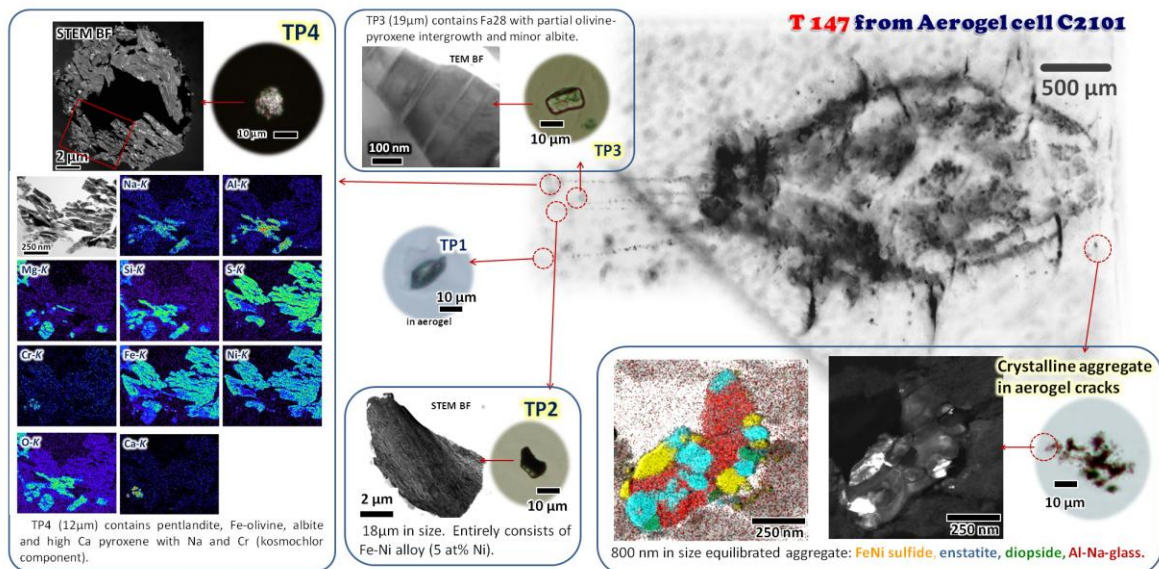 T 147 from Aerogel cell C2101
500 μm
STEM BF
TP4
2 μm
10 μm
Na-K
Al-K
250 nm
Mg-K
Si-K
S-K
Cr-K
Fe-K
Ni-K
O-K
Ca-K
TP4 (12μm) contains pentlandite, Fe-olivine, albite
and high Ca pyroxene with Na and Cr (kosmochlor
component).
TP3 (19μm) contains Fa28 with partial olivine-
pyroxene intergrowth and minor albite.
TEM BF
100 nm
10 μm
TP3
TP1
10 μm
in aerogel
STEM BF
TP2
2 μm
10 μm
18μm in size. Entirely consists of
Fe-Ni alloy (5 at% Ni).
Crystalline aggregate
in aerogel cracks
250 nm
250 nm
10 μm
800 nm in size equilibrated aggregate: FeNi sulfide, enstatite, diopside, Al-Na-glass.